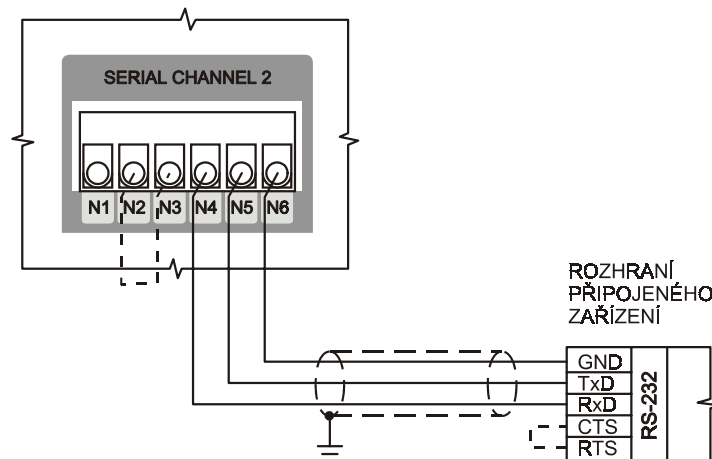 SERIAL CHANNEL 2
N1 N2 N3 N4 N5 N6
ROZHRANÍ
PŘIPOJENÉHO
ZAŘÍZENÍ
GND
TxD
RxD
CTS
RTS
RS-232